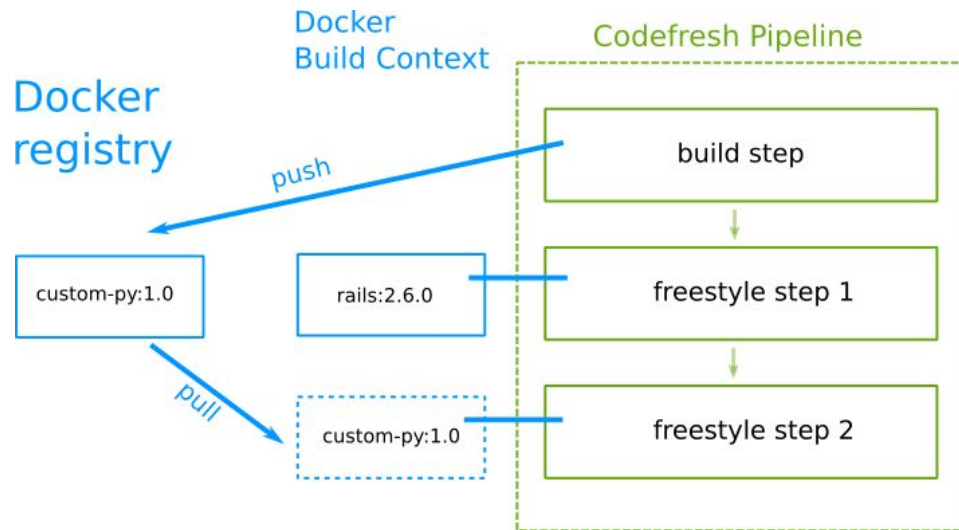 Docker
Build Context
Codefresh Pipeline
Docker
registry
push
build step
custom-py:1.0
rails:2.6.0
freestyle step 1
pull
custom-py:1.0
freestyle step 2